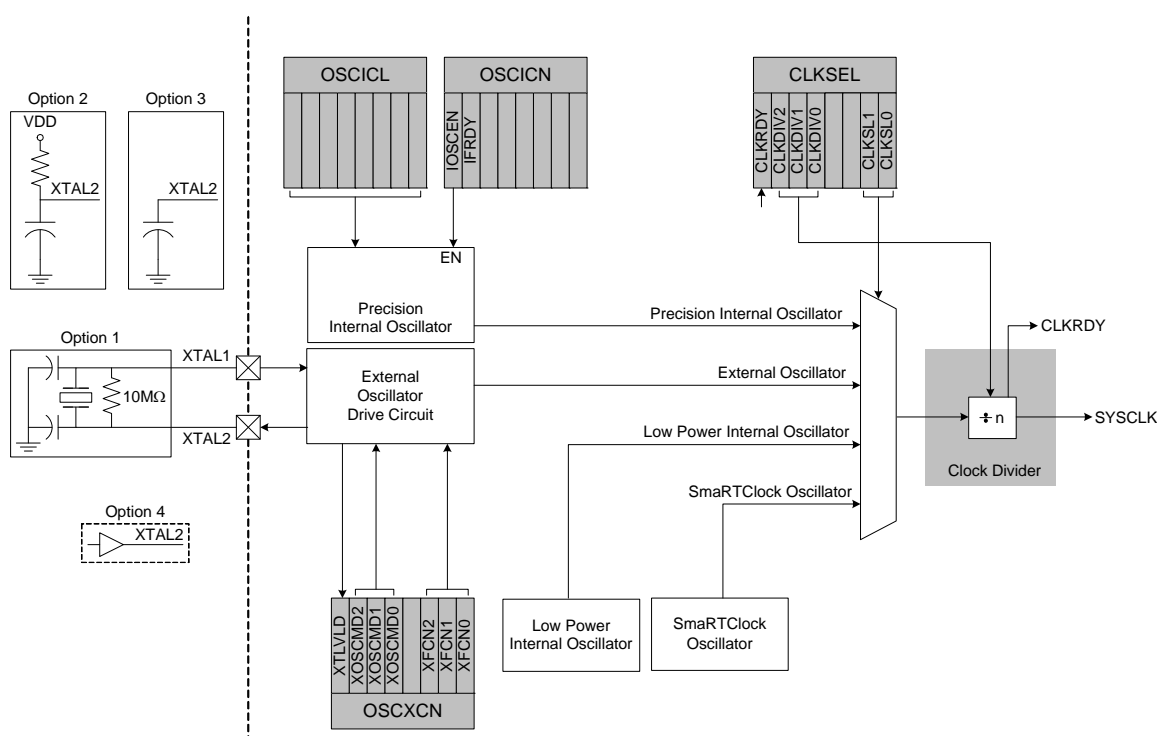 OSCICL
OSCICN
CLKSEL
Option 2
Option 3
VDD
XTAL2
XTAL2
IOSCEN
IFRDY
CLKRDY
CLKDIV2
CLKDIV1
CLKDIV0
CLKSL1
CLKSL0
EN
Precision
Internal Oscillator
Precision Internal Oscillator
CLKRDY
Option 1
XTAL1
10MΩ
XTAL2
External
Oscillator
Drive Circuit
External Oscillator
Low Power Internal Oscillator
SmaRTClock Oscillator
÷ n
SYSCLK
Clock Divider
Option 4
XTAL2
XTLVLD
XOSCMD2
XOSCMD1
XOSCMD0
XFCN2
XFCN1
XFCN0
OSCXCN
Low Power
Internal Oscillator
SmaRTClock
Oscillator